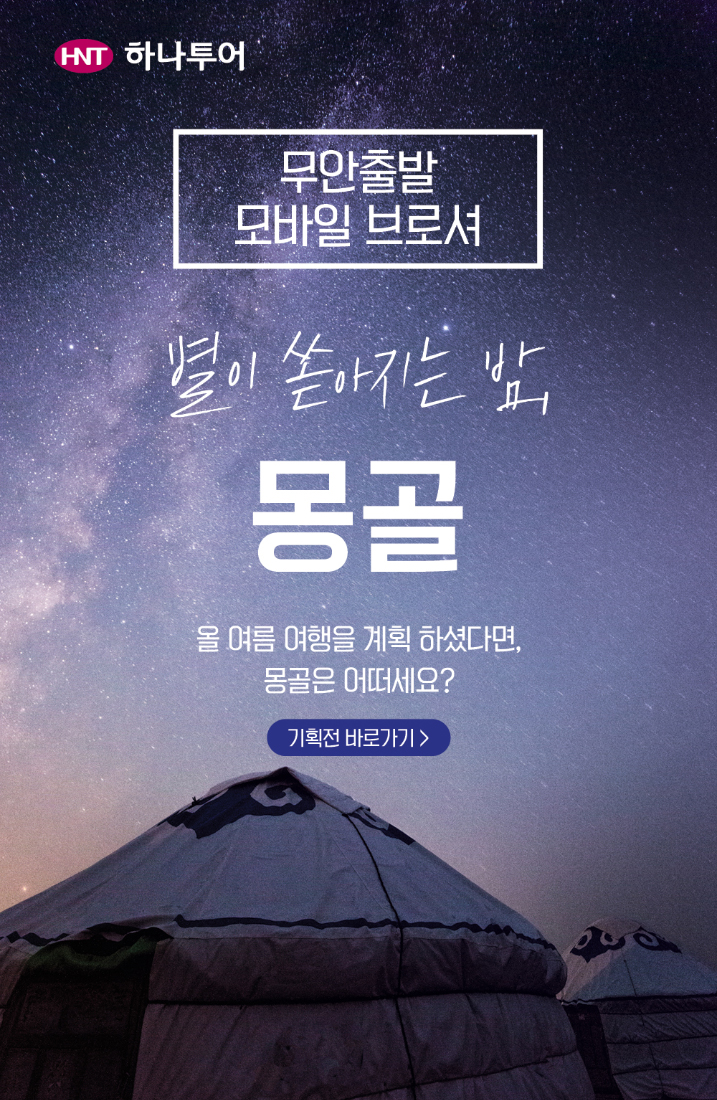 HNT 하나투어
무안출발
모바일 브로셔
별이 쏟아지는 밤,
몽골
올 여름 여행을 계획 하셨다면,
몽골은 어떠세요?
기획전 바로가기 >